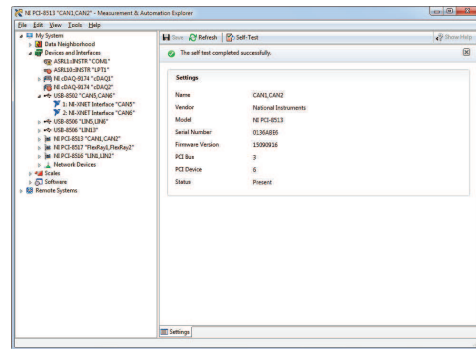 NI PCI-8513 "CAN1,CAN2" - Measurement & Automation Explorer
File Edit View Tools Help
My System
Data Neighborhood
Devices and Interfaces
ASRL1::INSTR "COM1"
ASRL10::INSTR "LPT1"
NI cDAQ-9174 "cDAQ1"
NI cDAQ-9174 "cDAQ2"
USB-8502 "CAN5,CAN6"
1: NI-XNET Interface "CAN5"
2: NI-XNET Interface "CAN6"
USB-8506 "LIN5,LIN6"
USB-8506 "LIN13"
NI PCI-8513 "CAN1,CAN2"
NI PCI-8517 "FlexRay1,FlexRay2"
NI PCI-8516 "LIN1,LIN2"
Network Devices
Scales
Software
Remote Systems
Save Refresh Self-Test Show Help
The self test completed successfully.
Settings
Name CAN1,CAN2
Vendor National Instruments
Model NI PCI-8513
Serial Number 0136ABE6
Firmware Version 15090916
PCI Bus 3
PCI Device 6
Status Present
Settings